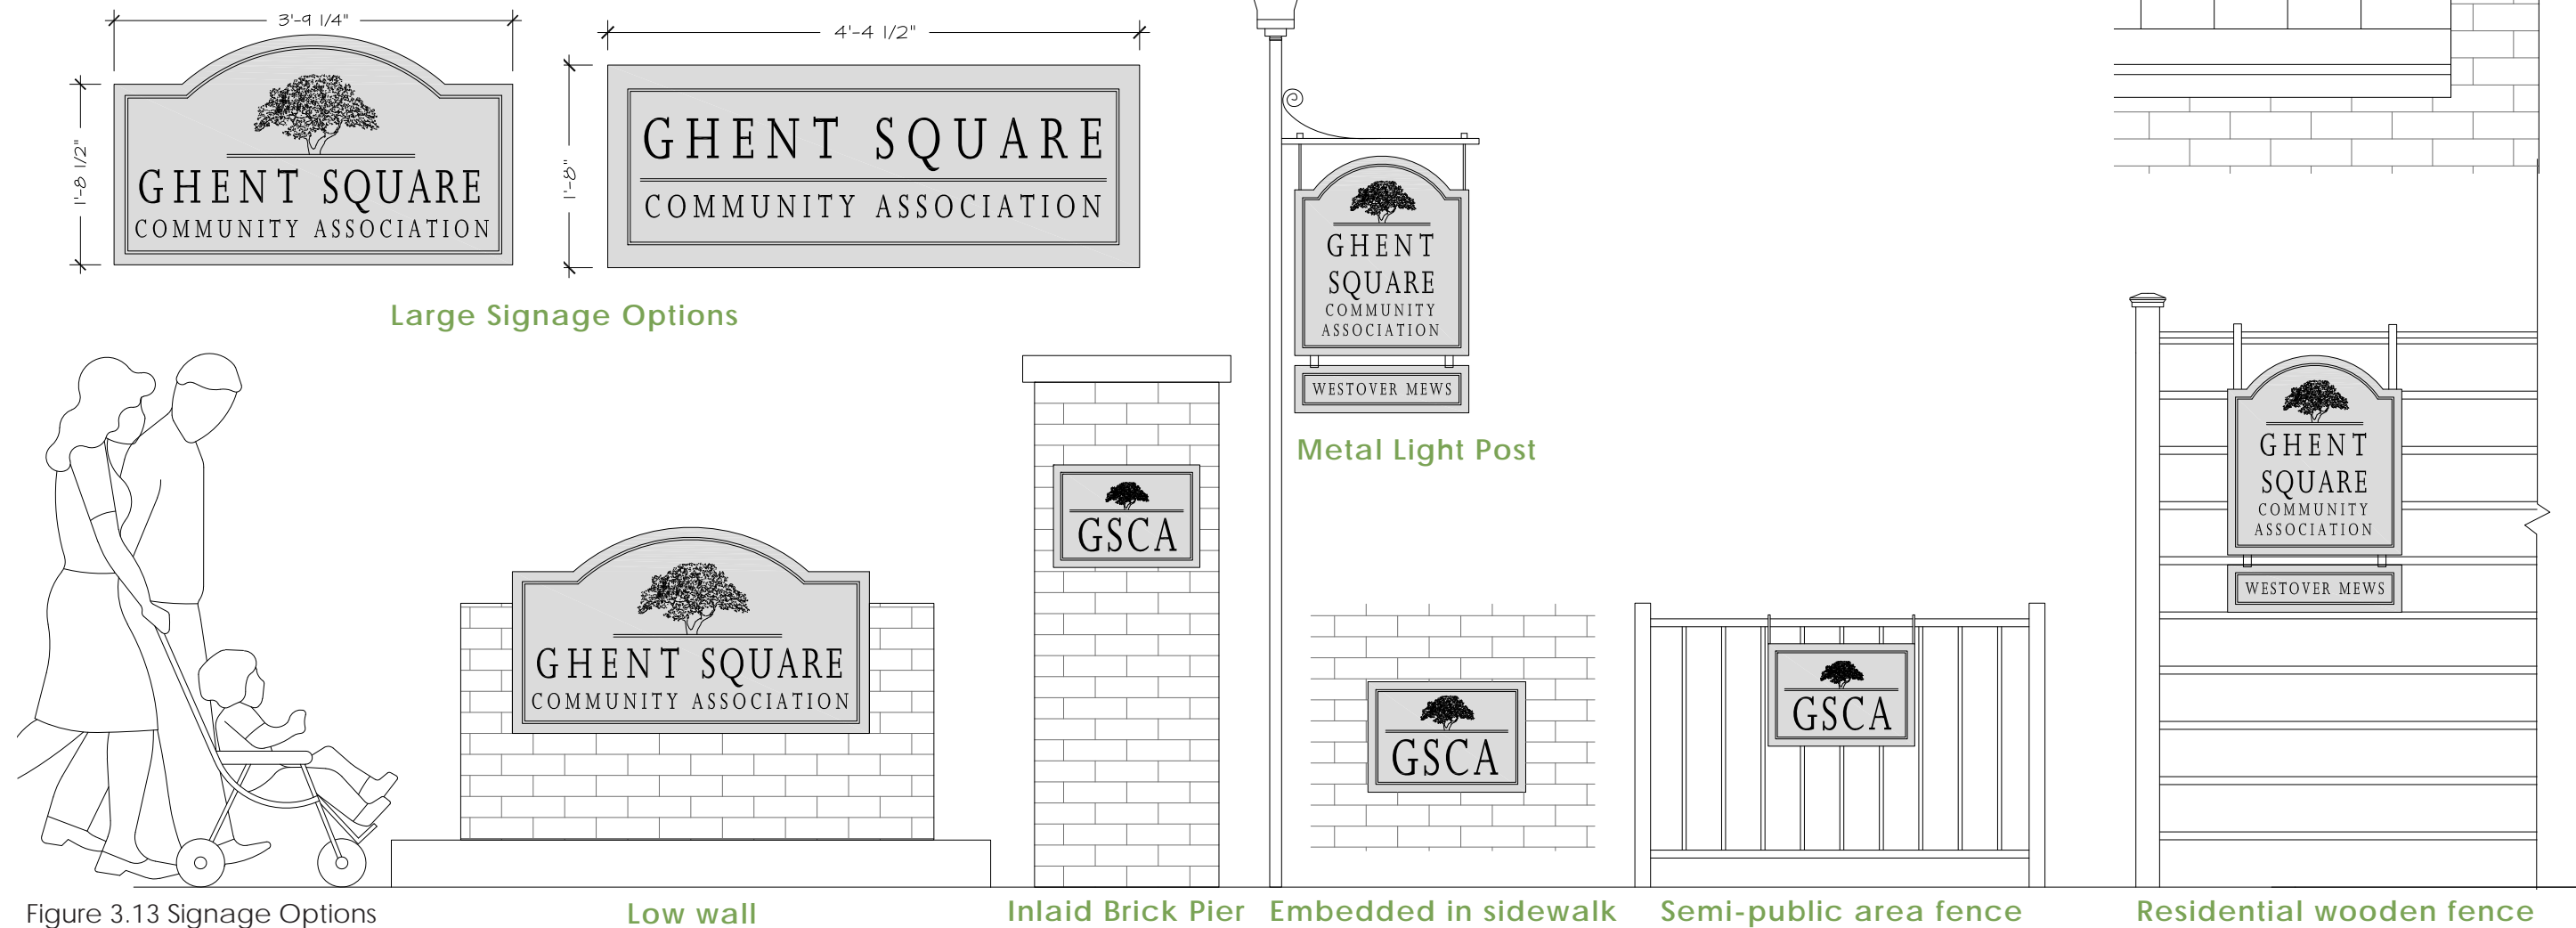 3'-9 1/4"
1'-8 1/2"
GHENT SQUARE
COMMUNITY ASSOCIATION
4'-4 1/2"
1'-8"
GHENT SQUARE
COMMUNITY ASSOCIATION
Large Signage Options
GHENT
SQUARE
COMMUNITY
ASSOCIATION
WESTOVER MEWS
Metal Light Post
GHENT SQUARE
COMMUNITY ASSOCIATION
GSCA
GSCA
GSCA
GHENT
SQUARE
COMMUNITY
ASSOCIATION
WESTOVER MEWS
Figure 3.13 Signage Options
Low wall
Inlaid Brick Pier
Embedded in sidewalk
Semi-public area fence
Residential wooden fence